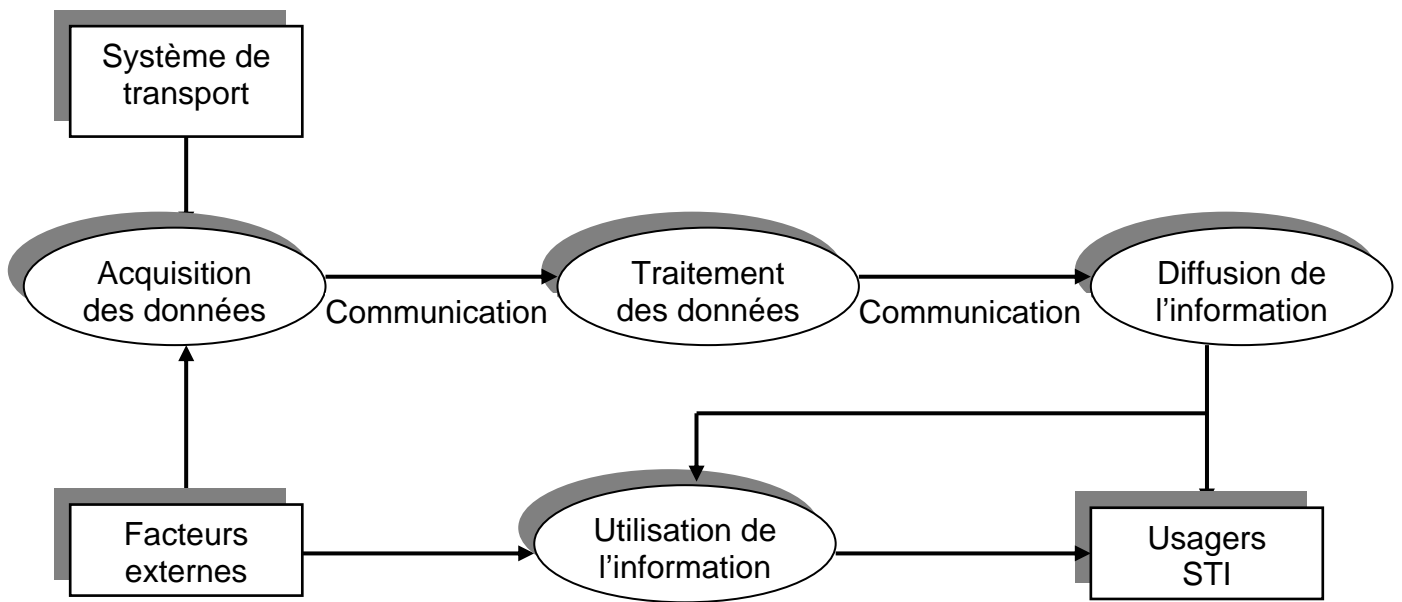 Système de
transport
Acquisition
des données
Communication
Traitement
des données
Communication
Diffusion de
l’information
Facteurs
externes
Utilisation de
l’information
Usagers
STI